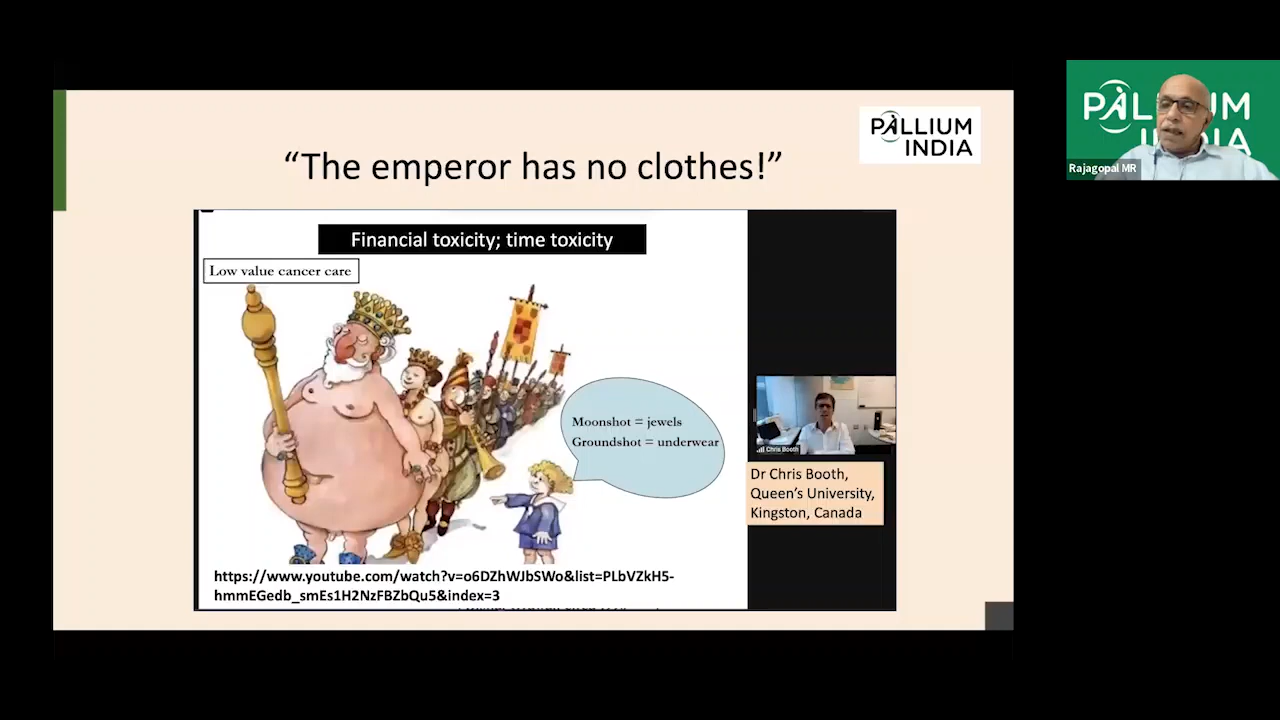 “The emperor has no clothes!”
PALLIUM
INDIA
Financial toxicity; time toxicity
Low value cancer care
Moonshot = jewels
Groundshot = underwear
Chris Booth
Dr Chris Booth,
Queen’s University,
Kingston, Canada
https://www.youtube.com/watch?v=o6DZhWJbSWo&list=PLbVZkH5-
hmmEGedb_smEs1H2NzFBZbQu5&index=3
Rajagopal MR